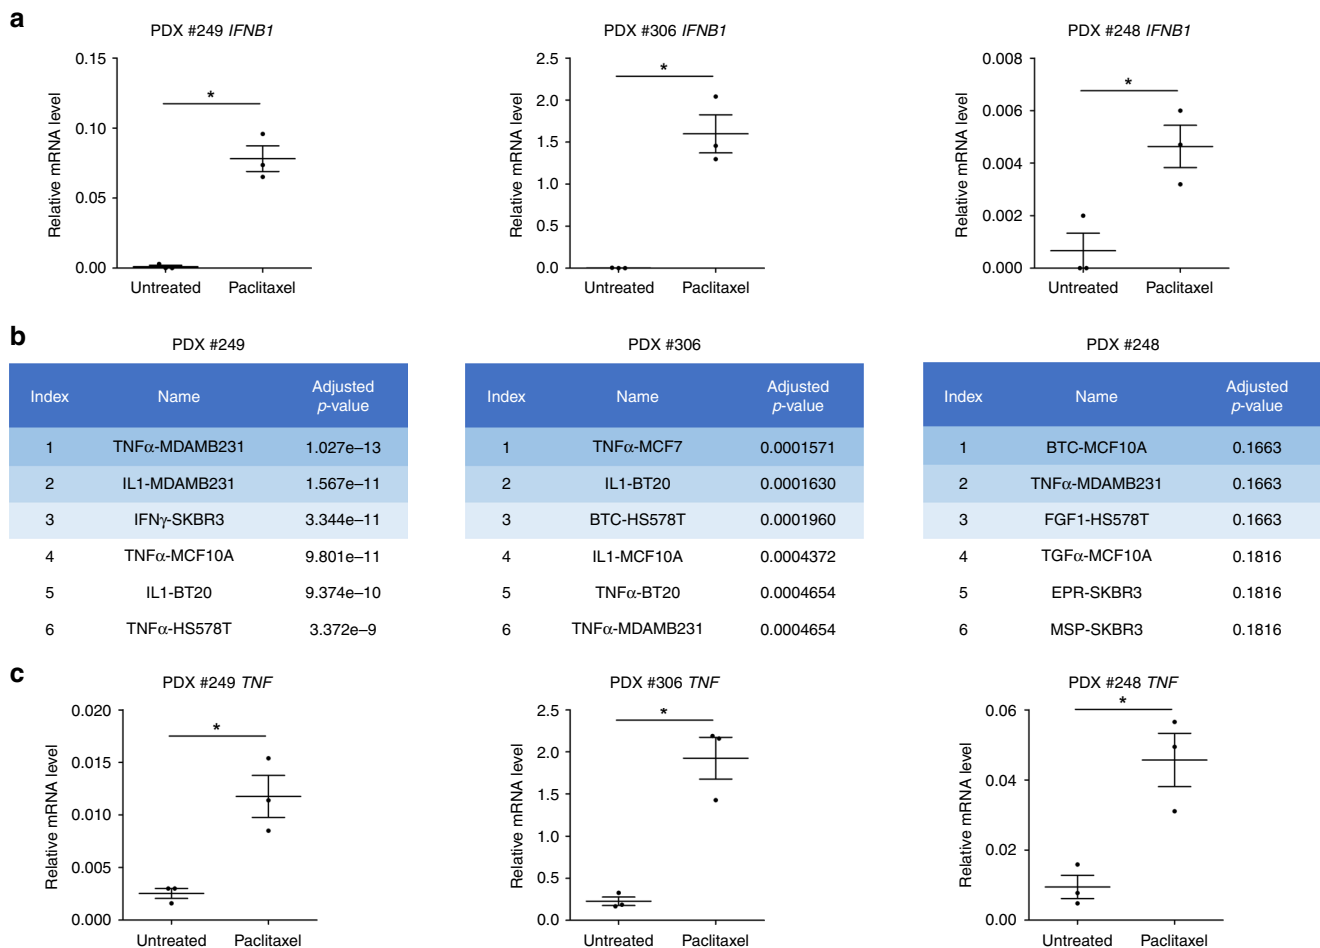 a
PDX #249 IFNB1
Relative mRNA level
0.15
0.10
0.05
0.00
*
Untreated Paclitaxel
PDX #306 IFNB1
Relative mRNA level
2.5
2.0
1.5
1.0
0.5
0.0
*
Untreated Paclitaxel
PDX #248 IFNB1
Relative mRNA level
0.008
0.006
0.004
0.002
0.000
*
Untreated Paclitaxel
b
PDX #249
Index Name Adjusted p-value
1 TNFα-MDAMB231 1.027e–13
2 IL1-MDAMB231 1.567e–11
3 IFNγ-SKBR3 3.344e–11
4 TNFα-MCF10A 9.801e–11
5 IL1-BT20 9.374e–10
6 TNFα-HS578T 3.372e–9
PDX #306
Index Name Adjusted p-value
1 TNFα-MCF7 0.0001571
2 IL1-BT20 0.0001630
3 BTC-HS578T 0.0001960
4 IL1-MCF10A 0.0004372
5 TNFα-BT20 0.0004654
6 TNFα-MDAMB231 0.0004654
PDX #248
Index Name Adjusted p-value
1 BTC-MCF10A 0.1663
2 TNFα-MDAMB231 0.1663
3 FGF1-HS578T 0.1663
4 TGFα-MCF10A 0.1816
5 EPR-SKBR3 0.1816
6 MSP-SKBR3 0.1816
c
PDX #249 TNF
Relative mRNA level
0.020
0.015
0.010
0.005
0.000
*
Untreated Paclitaxel
PDX #306 TNF
Relative mRNA level
2.5
2.0
1.5
1.0
0.5
0.0
*
Untreated Paclitaxel
PDX #248 TNF
Relative mRNA level
0.06
0.04
0.02
0.00
*
Untreated Paclitaxel